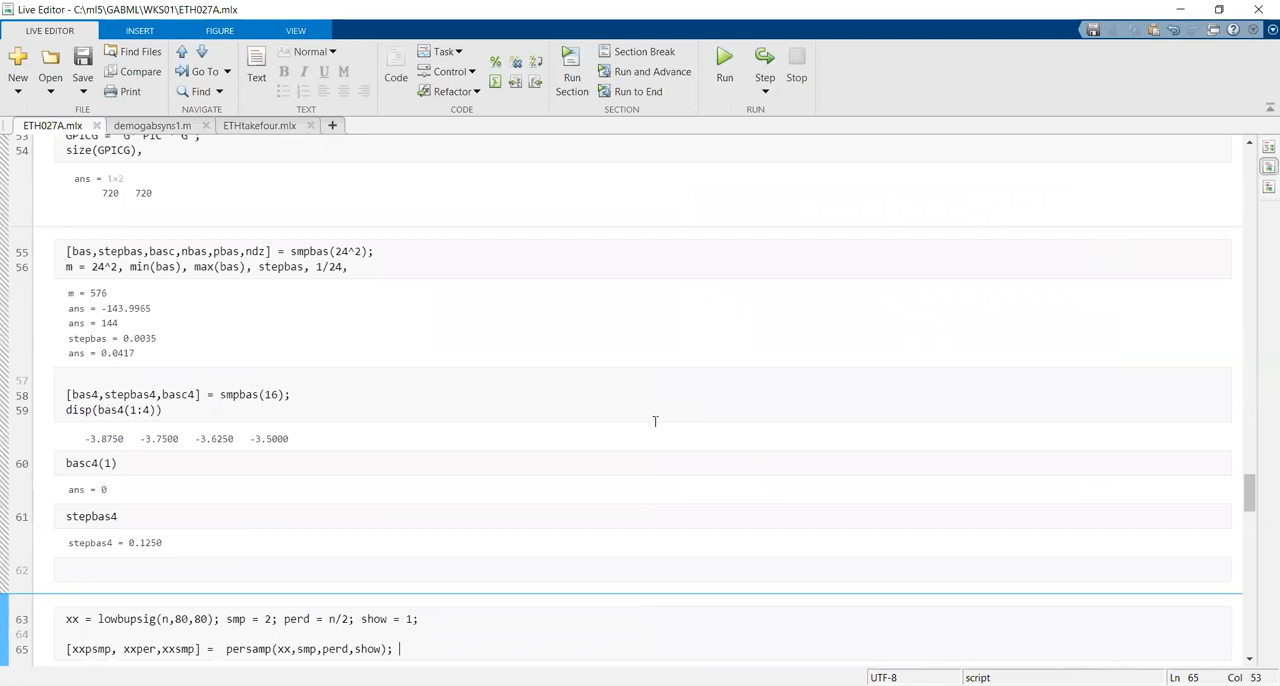 Live Editor - C:\ml5\GABML\WKS01\ETH027A.mlx
LIVE EDITOR INSERT FIGURE VIEW
New Open Save Find Files Compare Print
FILE
Go To Find
NAVIGATE
Text Normal B I U M
TEXT
Code Task Control Refactor
CODE
Run Section Section Break Run and Advance Run to End
SECTION
Run Step Stop
RUN
ETH027A.mlx demogabsyns1.m ETHtakefour.mlx
53 GPICG = G * PIC * G';
54 size(GPICG),
ans = 1×2
720 720
55 [bas,stepbas,basc,nbas,pbas,ndz] = smpbas(24^2);
56 m = 24^2, min(bas), max(bas), stepbas, 1/24,
m = 576
ans = -143.9965
ans = 144
stepbas = 0.0035
ans = 0.0417
57
58 [bas4,stepbas4,basc4] = smpbas(16);
59 disp(bas4(1:4))
-3.8750 -3.7500 -3.6250 -3.5000
60 basc4(1)
ans = 0
61 stepbas4
stepbas4 = 0.1250
62
63 xx = lowbupsig(n,80,80); smp = 2; perd = n/2; show = 1;
64
65 [xxpsmp, xxper,xxsmp] = persamp(xx,smp,perd,show);
UTF-8 script Ln 65 Col 53